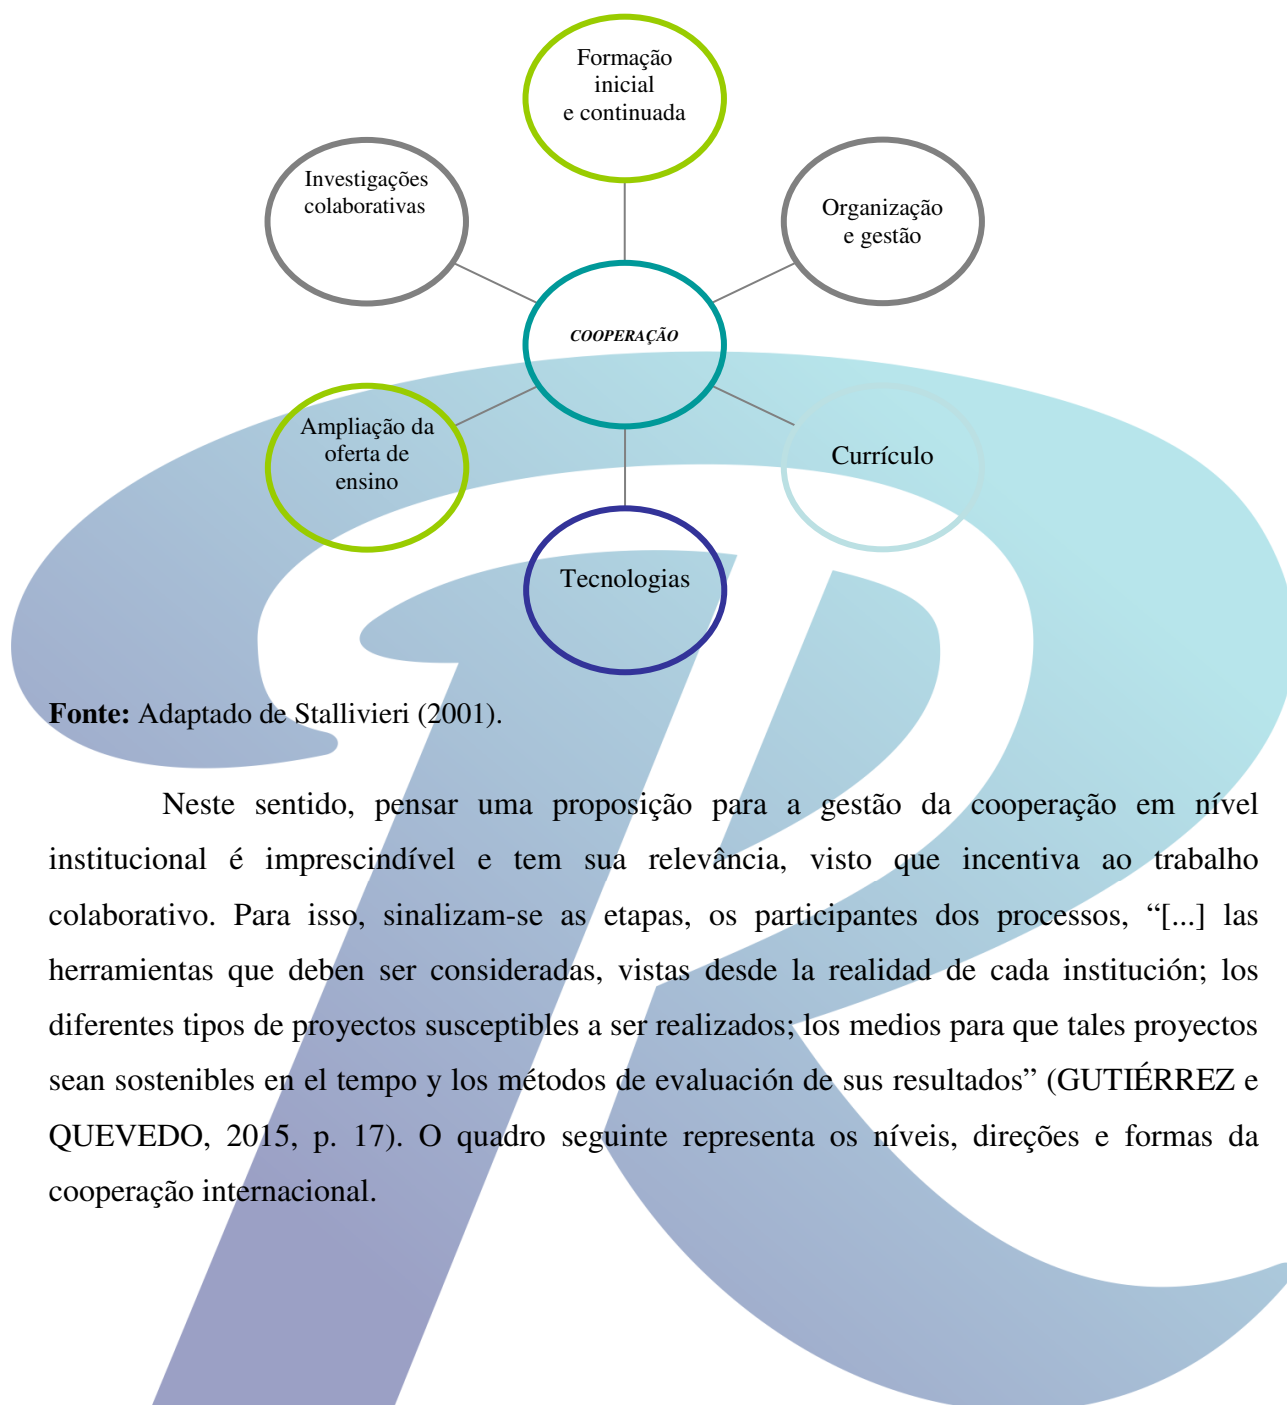 Formação
inicial
e continuada
Investigações
colaborativas
Organização
e gestão
COOPERAÇÃO
Ampliação da
oferta de
ensino
Currículo
Tecnologias
Fonte: Adaptado de Stallivieri (2001).
Neste sentido, pensar uma proposição para a gestão da cooperação em nível
institucional é imprescindível e tem sua relevância, visto que incentiva ao trabalho
colaborativo. Para isso, sinalizam-se as etapas, os participantes dos processos, “[...] las
herramientas que deben ser consideradas, vistas desde la realidad de cada institución; los
diferentes tipos de proyectos susceptibles a ser realizados; los medios para que tales proyectos
sean sostenibles en el tempo y los métodos de evaluación de sus resultados” (GUTIÉRREZ e
QUEVEDO, 2015, p. 17). O quadro seguinte representa os níveis, direções e formas da
cooperação internacional.